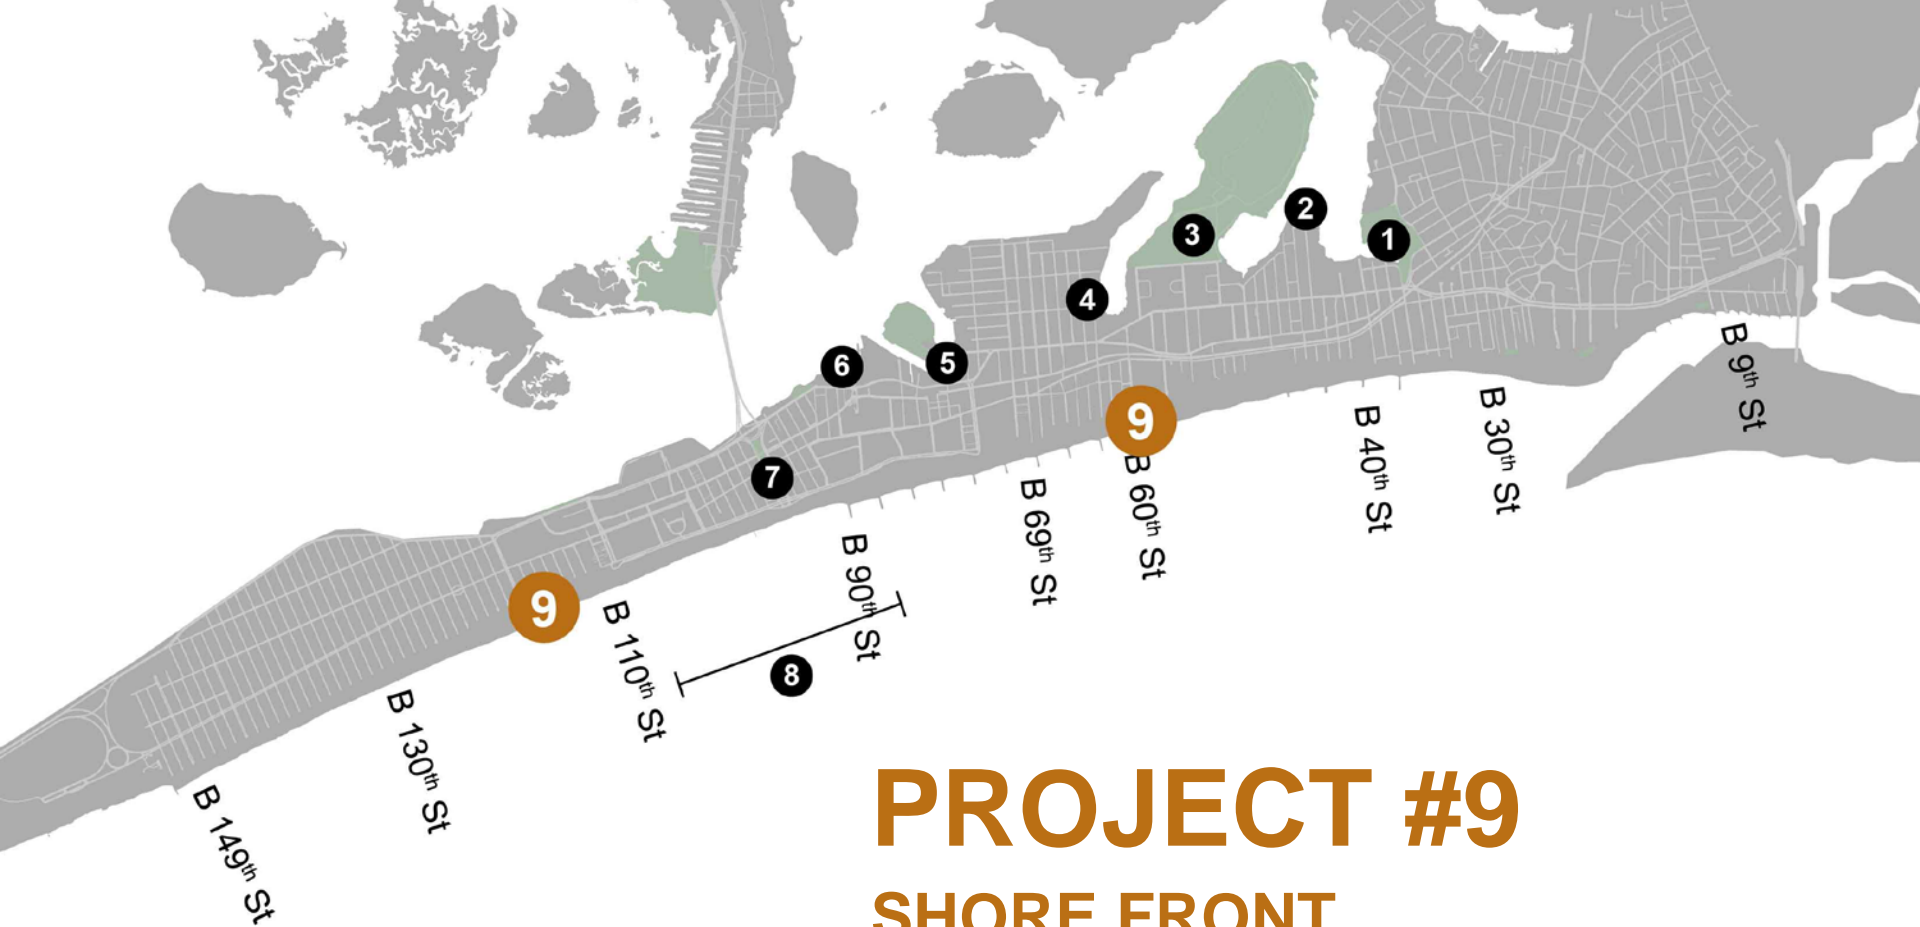 2
3
1
4
5
6
9
7
B 9th St
B 30th St
B 40th St
B 60th St
B 69th St
B 90th St
9
8
B 110th St
B 130th St
B 149th St
PROJECT #9
SHORE FRONT